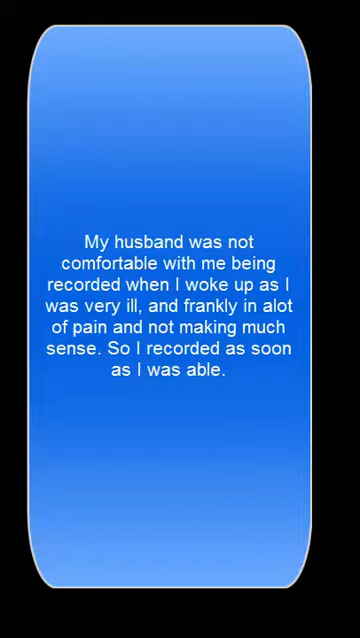 My husband was not
comfortable with me being
recorded when I woke up as I
was very ill, and frankly in alot
of pain and not making much
sense. So I recorded as soon
as I was able.